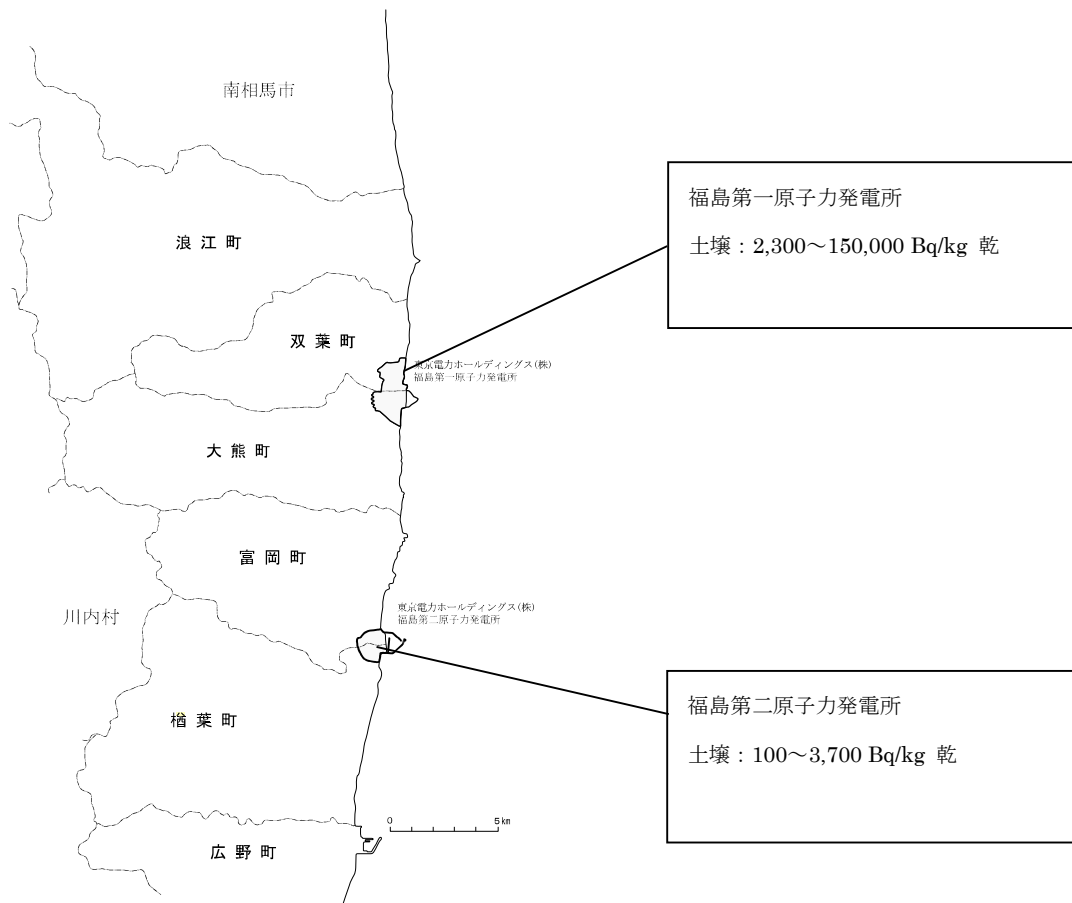 南相馬市
福島第一原子力発電所
土壌：2,300～150,000 Bq/kg 乾
浪江町
双葉町
東京電力ホールディングス(株)
福島第一原子力発電所
大熊町
富岡町
東京電力ホールディングス(株)
福島第二原子力発電所
川内村
福島第二原子力発電所
土壌：100～3,700 Bq/kg 乾
楢葉町
0 5km
広野町